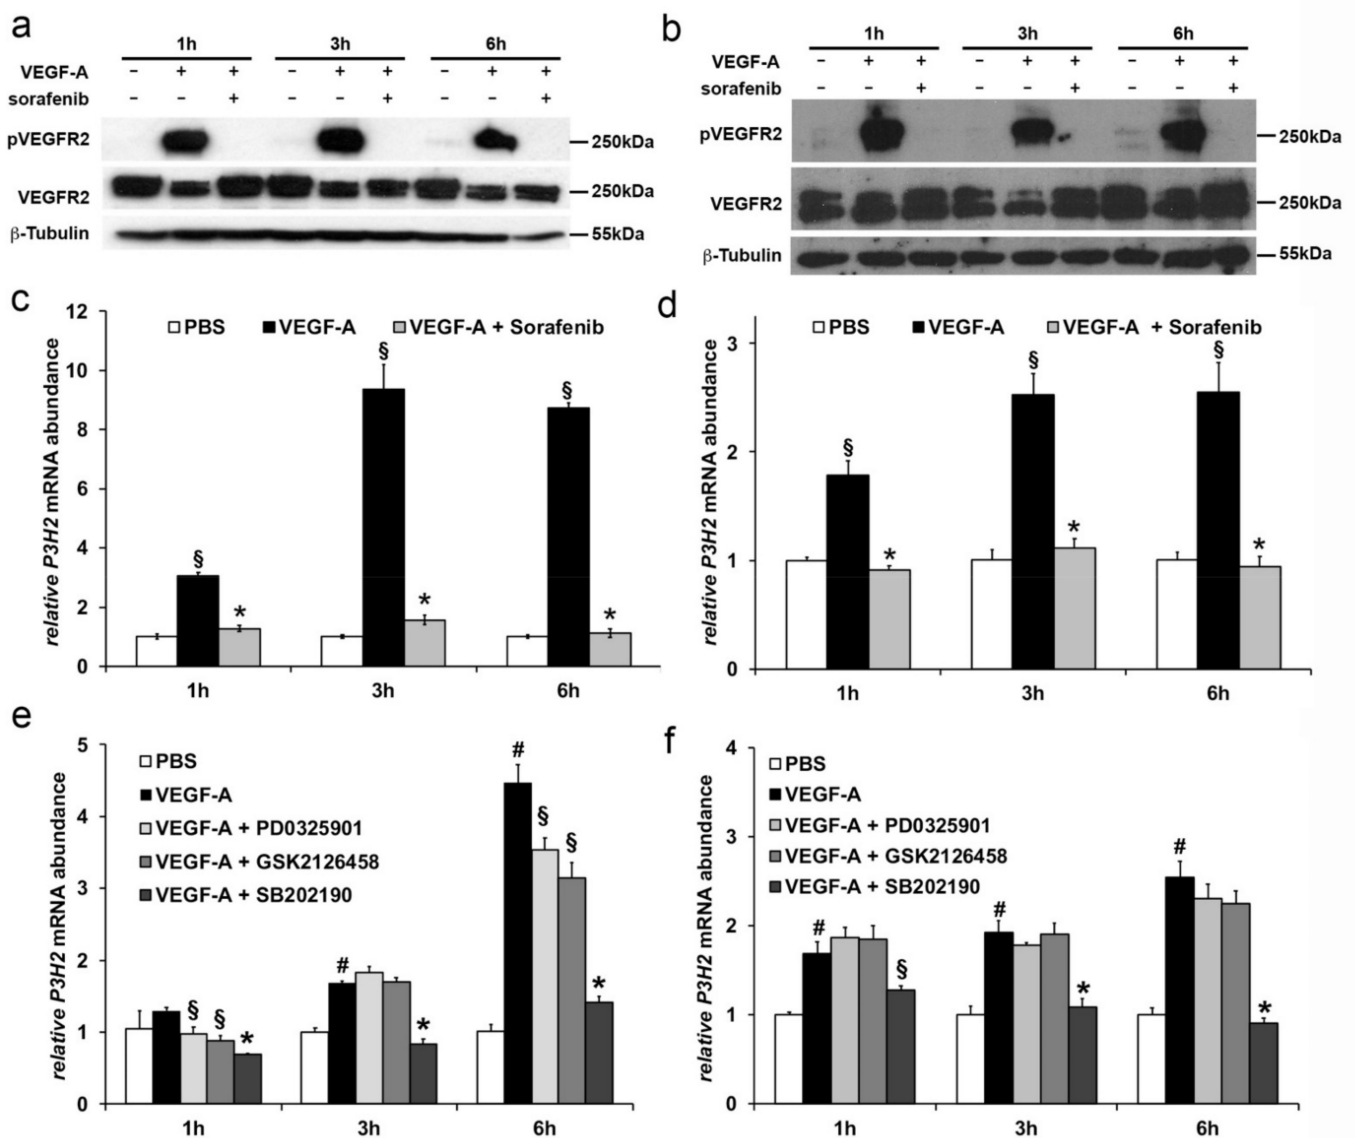 a
1h 3h 6h
VEGF-A − + + − + + − + +
sorafenib − − + − − + − − +
pVEGFR2 250kDa
VEGFR2 250kDa
β-Tubulin 55kDa
b
1h 3h 6h
VEGF-A − + + − + + − + +
sorafenib − − + − − + − − +
pVEGFR2 250kDa
VEGFR2 250kDa
β-Tubulin 55kDa
c
relative P3H2 mRNA abundance
12
10
8
6
4
2
0
PBS VEGF-A VEGF-A + Sorafenib
§ * § * § *
1h 3h 6h
d
relative P3H2 mRNA abundance
3
2
1
0
PBS VEGF-A VEGF-A + Sorafenib
§ * § * § *
1h 3h 6h
e
relative P3H2 mRNA abundance
5
4
3
2
1
0
PBS
VEGF-A
VEGF-A + PD0325901
VEGF-A + GSK2126458
VEGF-A + SB202190
§ § * # * # § § *
1h 3h 6h
f
relative P3H2 mRNA abundance
4
3
2
1
0
PBS
VEGF-A
VEGF-A + PD0325901
VEGF-A + GSK2126458
VEGF-A + SB202190
# § # * # *
1h 3h 6h